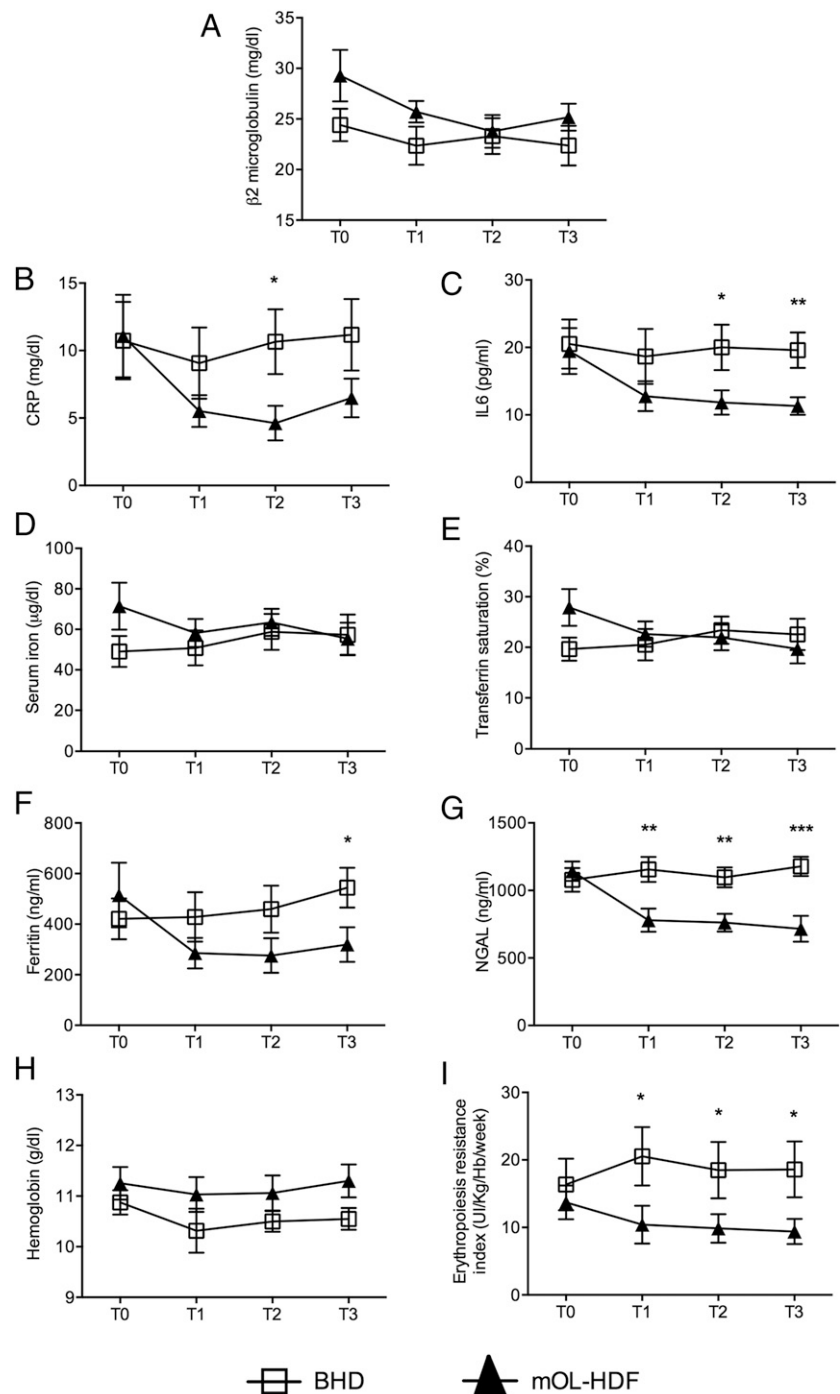 A
β2 microglobulin (mg/dl)
35
30
25
20
15
T0 T1 T2 T3
B
CRP (mg/dl)
15
10
5
0
*
T0 T1 T2 T3
C
IL6 (pg/ml)
30
20
10
0
* **
T0 T1 T2 T3
D
Serum iron (μg/dl)
100
80
60
40
20
0
T0 T1 T2 T3
E
Transferrin saturation (%)
40
30
20
10
0
T0 T1 T2 T3
F
Ferritin (ng/ml)
800
600
400
200
0
*
T0 T1 T2 T3
G
NGAL (ng/ml)
1500
1000
500
0
** ** ***
T0 T1 T2 T3
H
Hemoglobin (g/dl)
13
12
11
10
9
T0 T1 T2 T3
I
Erythropoiesis resistance
index (UI/Kg/Hb/week)
30
20
10
0
* * *
T0 T1 T2 T3
BHD mOL-HDF